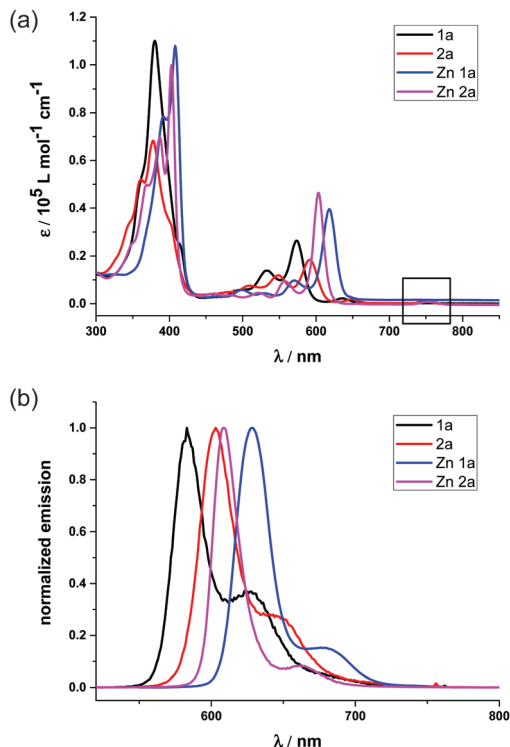 (a)
1.2
1.0
0.8
0.6
0.4
0.2
0.0
ε / 10⁵ L mol⁻¹ cm⁻¹
1a
2a
Zn 1a
Zn 2a
300 400 500 600 700 800
λ / nm
(b)
1.0
0.8
0.6
0.4
0.2
0.0
normalized emission
1a
2a
Zn 1a
Zn 2a
600 700 800
λ / nm